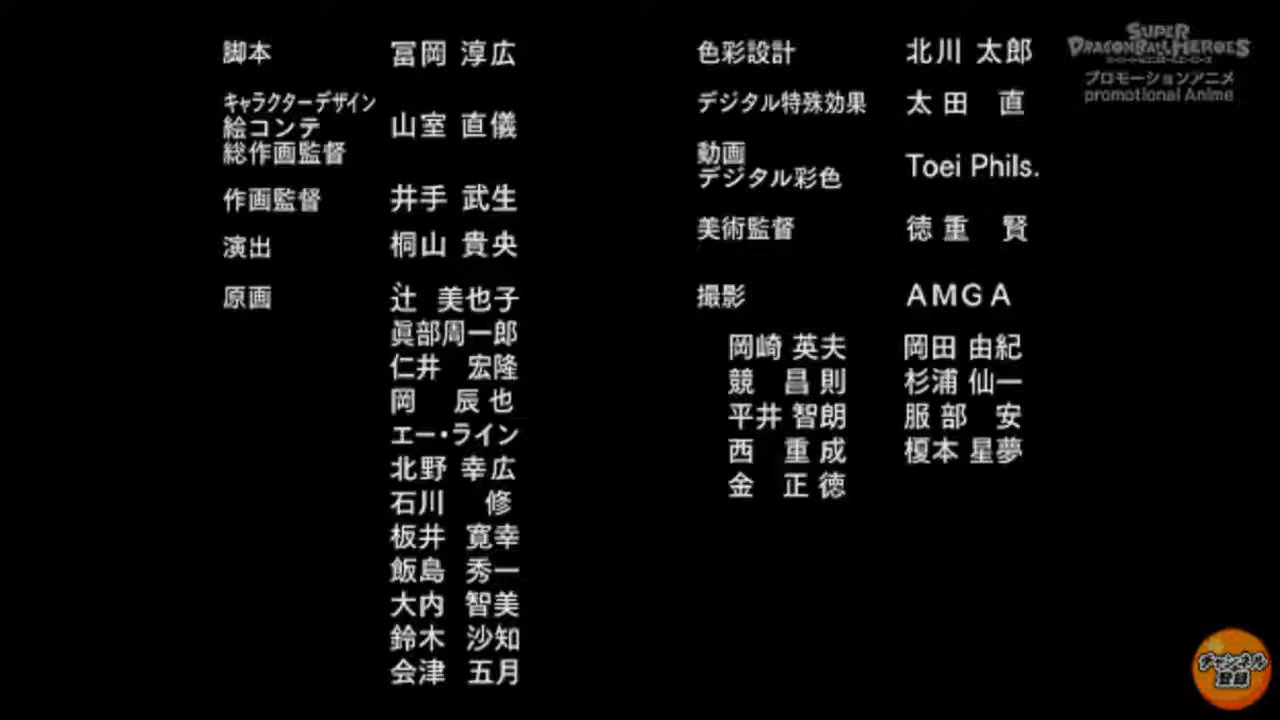 脚本 冨岡 淳広
キャラクターデザイン
絵コンテ
総作画監督
山室 直儀
作画監督 井手 武生
演出 桐山 貴央
原画 辻 美也子
眞部周一郎
仁井 宏隆
岡 辰也
エー・ライン
北野 幸広
石川 修
板井 寛幸
飯島 秀一
大内 智美
鈴木 沙知
会津 五月
色彩設計 北川 太郎
デジタル特殊効果 太田 直
動画
デジタル彩色
Toei Phils.
美術監督 徳重 賢
撮影 AMGA
岡崎 英夫 岡田 由紀
競 昌則 杉浦 仙一
平井 智朗 服部 安
西 重成 榎本 星夢
金 正徳
SUPER
DRAGONBALL HEROES
プロモーションアニメ
promotional Anime
チャンネル
登録